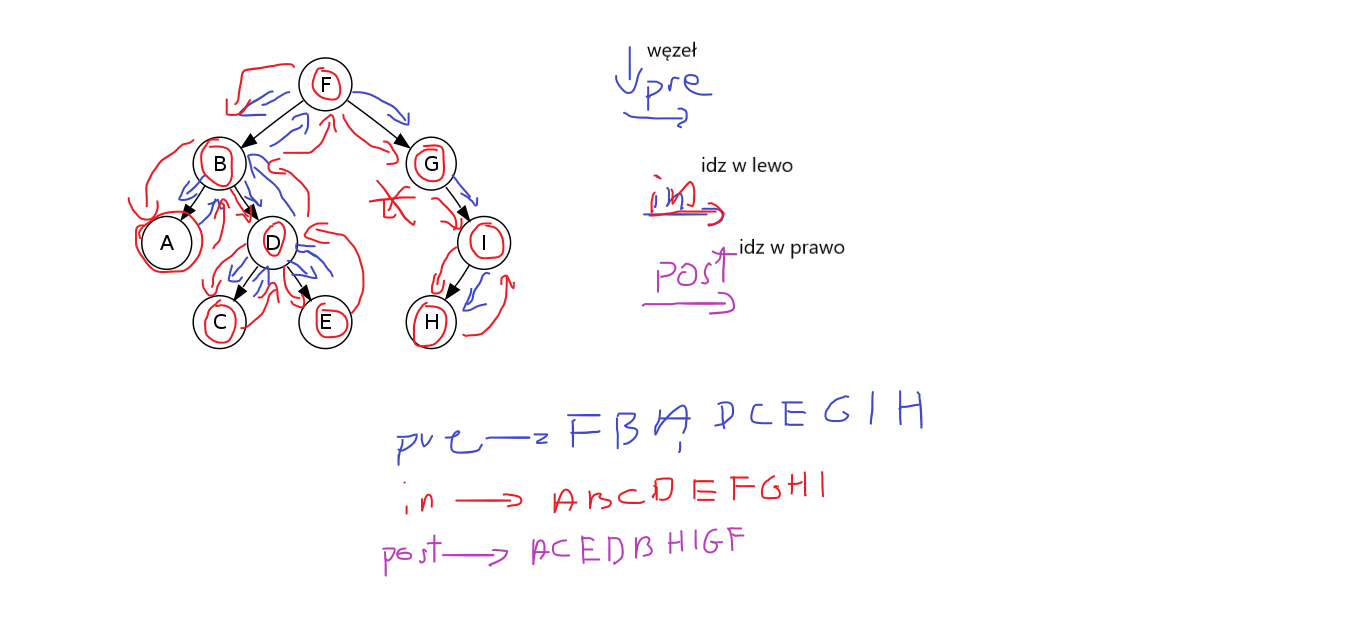 F
węzeł
pre
B
G
idz w lewo
in
A
D
I
idz w prawo
post
C
E
H
pre → F B A D C E G I H
in → A B C D E F G H I
post → A C E D B H I G F